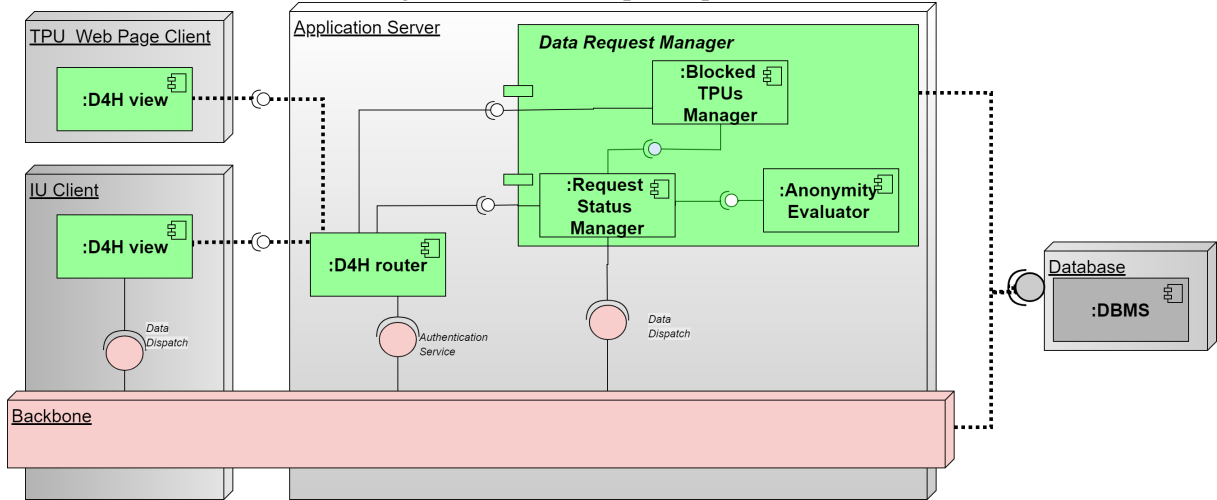 TPU Web Page Client
:D4H view
IU Client
:D4H view
Data
Dispatch
Application Server
Data Request Manager
:Blocked
TPUs
Manager
:Request
Status
Manager
:Anonymity
Evaluator
:D4H router
Authentication
Service
Data
Dispatch
Database
:DBMS
Backbone